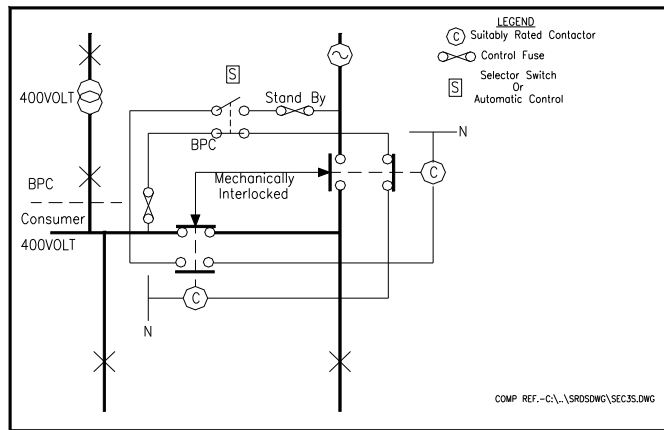 LEGEND
C Suitably Rated Contactor
Control Fuse
S Selector Switch
Or
Automatic Control
S
400VOLT
Stand By
N
BPC
Mechanically
Interlocked
C
BPC
Consumer
400VOLT
C
N
COMP REF.-C:\..\SRDSDWG\SEC3S.DWG